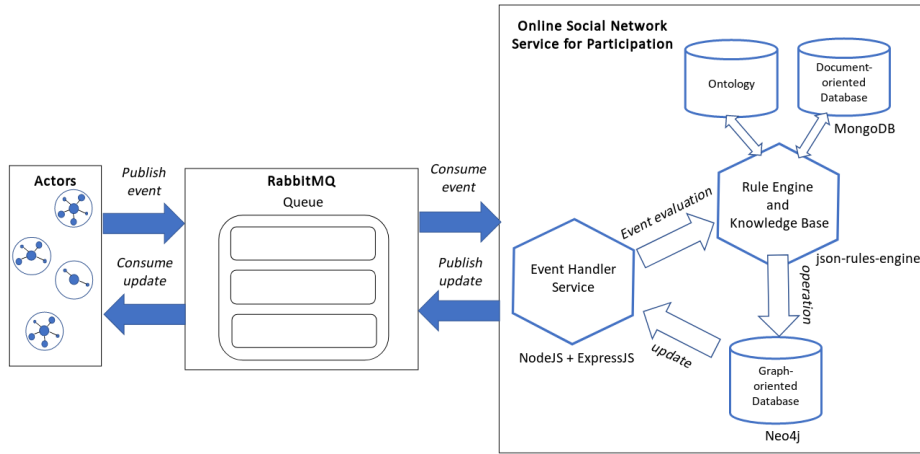 Online Social Network
Service for Participation
Ontology
Document-
oriented
Database
MongoDB
Actors
Publish
event
Consume
update
RabbitMQ
Queue
Consume
event
Publish
update
Event Handler
Service
NodeJS + ExpressJS
Event evaluation
Rule Engine
and
Knowledge Base
json-rules-engine
operation
update
Graph-
oriented
Database
Neo4j